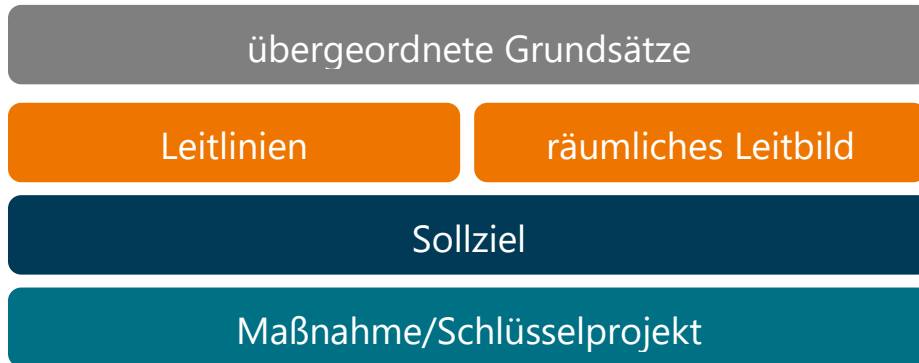 übergeordnete Grundsätze
Leitlinien
räumliches Leitbild
Sollziel
Maßnahme/Schlüsselprojekt